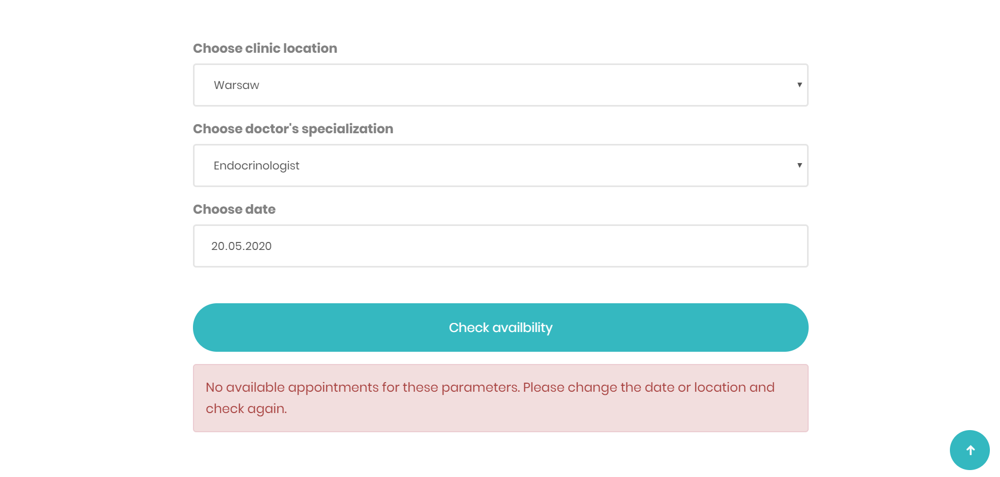 Choose clinic location
Warsaw
Choose doctor's specialization
Endocrinologist
Choose date
20.05.2020
Check availbility
No available appointments for these parameters. Please change the date or location and
check again.